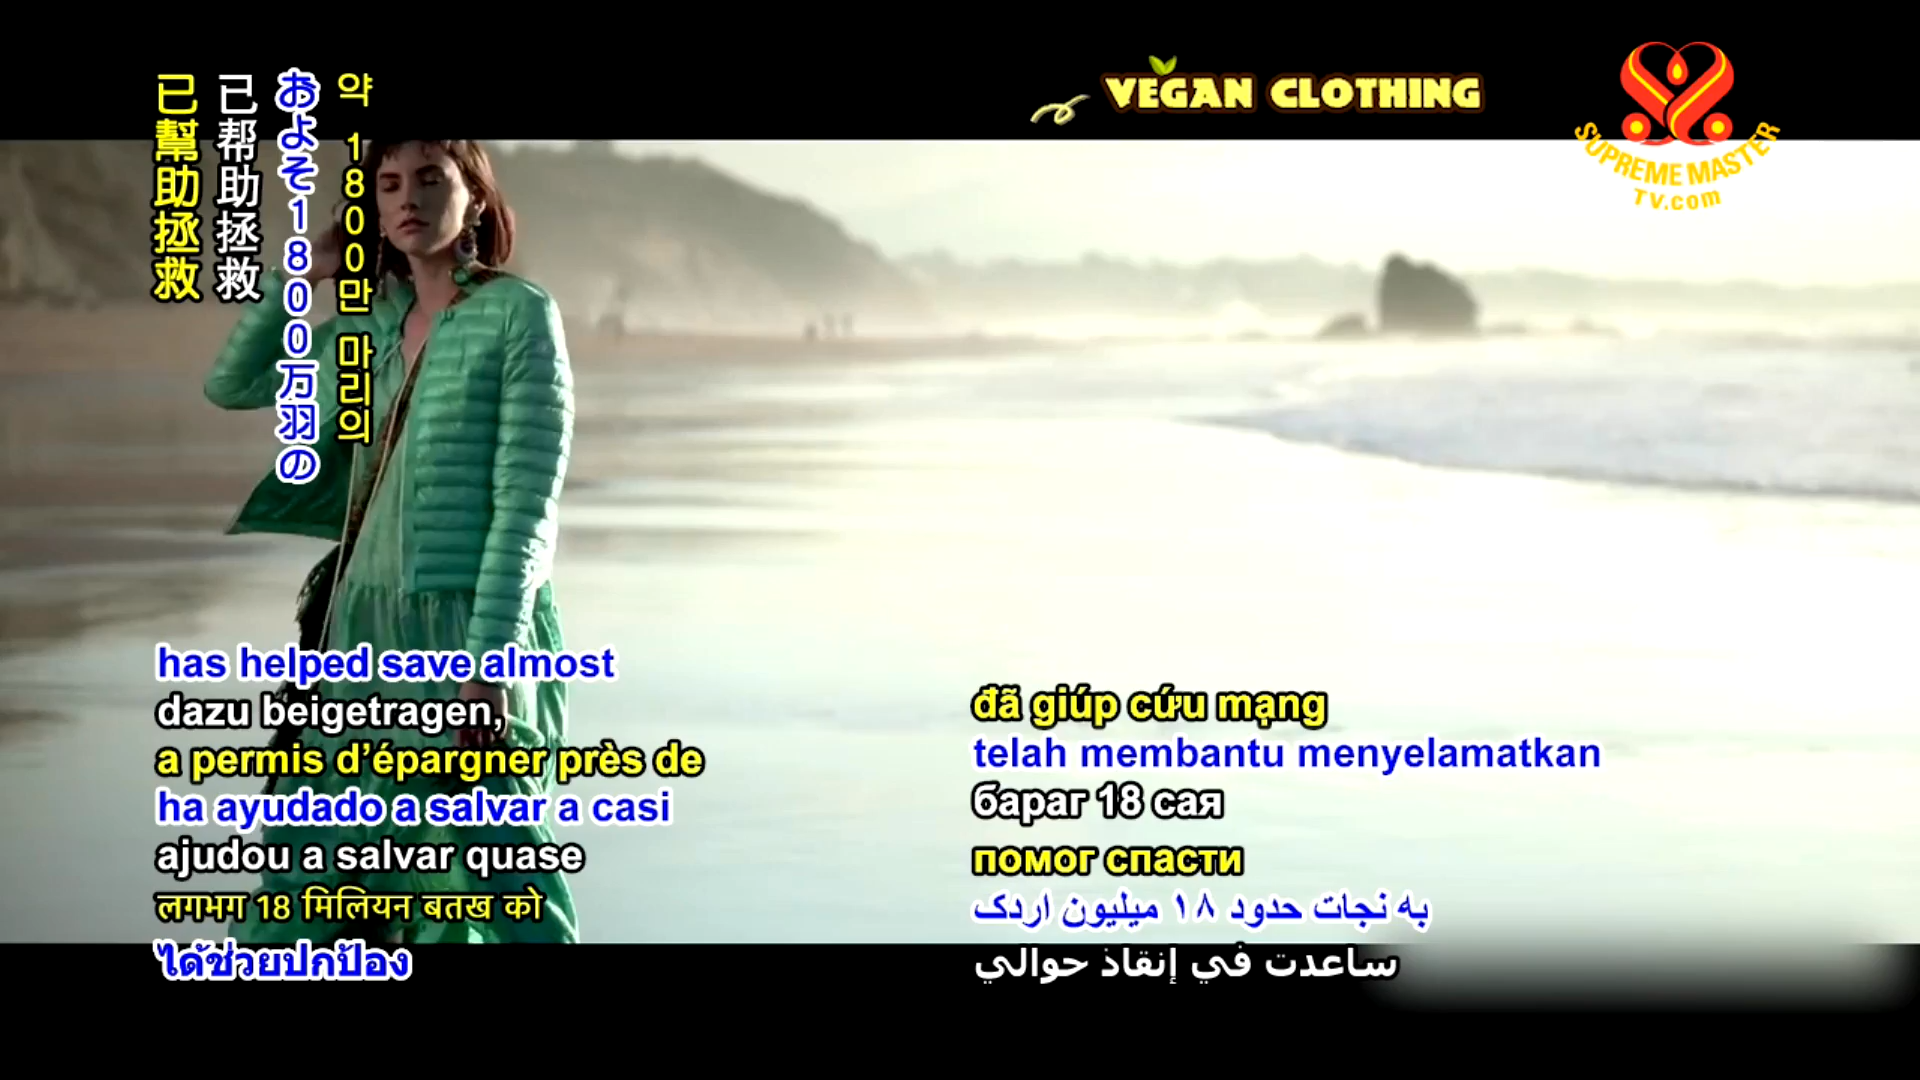 VEGAN CLOTHING
SUPREME MASTER
TV.com
已幫助拯救
已帮助拯救
およそ1800万羽の
약 1800만 마리의
has helped save almost
dazu beigetragen,
a permis d’épargner près de
ha ayudado a salvar a casi
ajudou a salvar quase
लगभग 18 मिलियन बतख को
ได้ช่วยปกป้อง
đã giúp cứu mạng
telah membantu menyelamatkan
бараг 18 сая
помог спасти
به نجات حدود ۱۸ میلیون اردک
ساعدت في إنقاذ حوالي